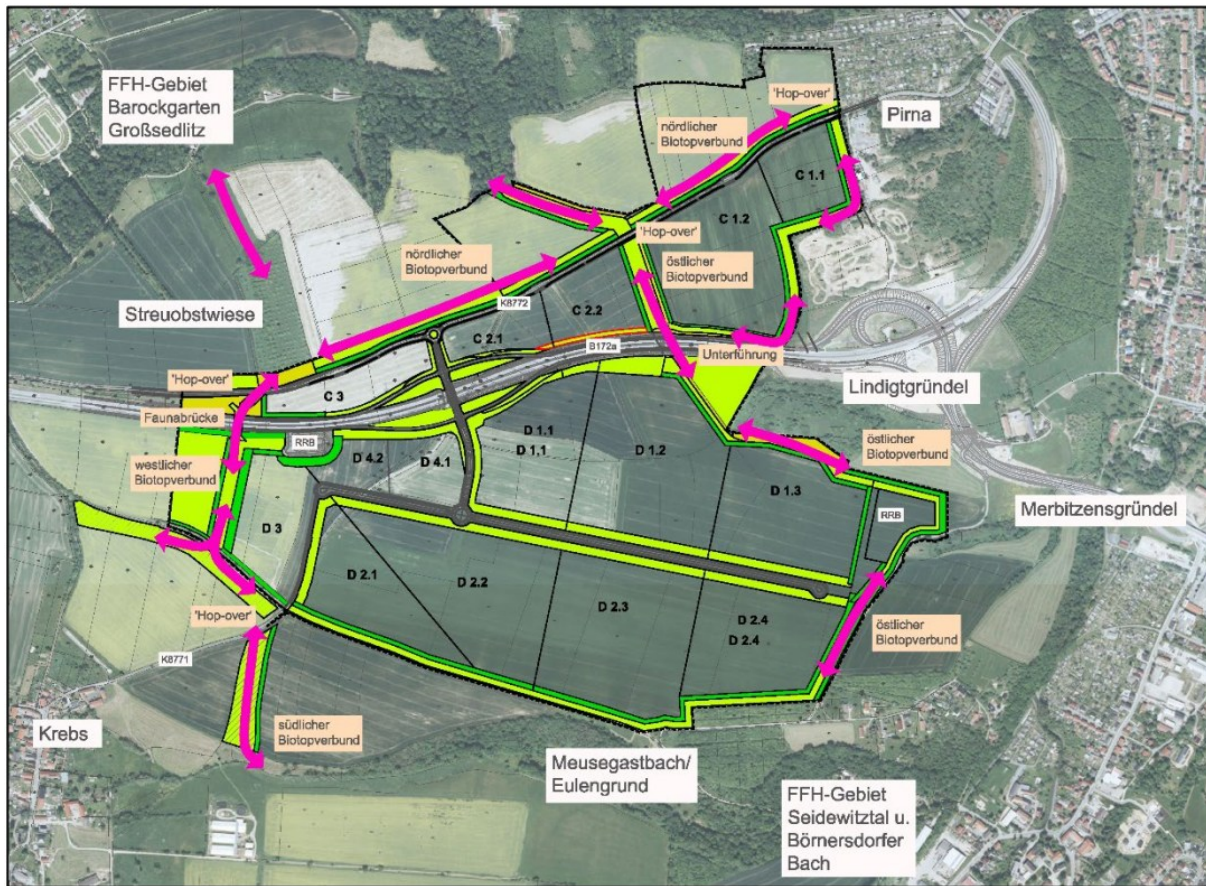 FFH-Gebiet
Barockgarten
Großsedlitz
'Hop-over'
Pirna
nördlicher
Biotopverbund
C 1.1
C 1.2
'Hop-over'
nördlicher
Biotopverbund
östlicher
Biotopverbund
Streuobstwiese
K8772
C 2.2
C 2.1
B172a
Unterführung
'Hop-over'
C 3
Lindigtgründel
Faunabrücke
RRB
D 1.1
D 1.1
D 1.2
westlicher
Biotopverbund
D 4.2
D 4.1
östlicher
Biotopverbund
D 1.3
RRB
Merbitzensgründel
D 3
D 2.1
D 2.2
D 2.3
D 2.4
D 2.4
'Hop-over'
östlicher
Biotopverbund
K8771
Krebs
südlicher
Biotopverbund
Meusegastbach/
Eulengrund
FFH-Gebiet
Seidewitztal u.
Börnersdorfer
Bach